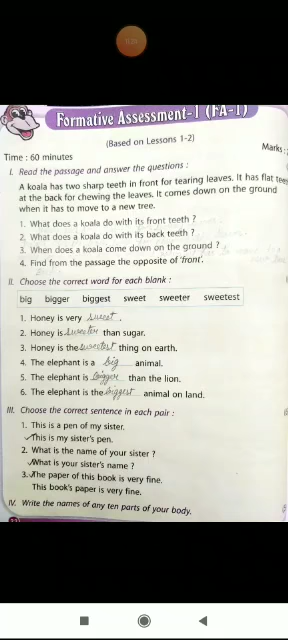 Formative Assessment-1 (FA-1)
(Based on Lessons 1-2)
Time : 60 minutes
Marks :
I. Read the passage and answer the questions :
A koala has two sharp teeth in front for tearing leaves. It has flat teeth
at the back for chewing the leaves. It comes down on the ground
when it has to move to a new tree.
1. What does a koala do with its front teeth ?
2. What does a koala do with its back teeth ?
3. When does a koala come down on the ground ?
4. Find from the passage the opposite of 'front'.
II. Choose the correct word for each blank :
big bigger biggest sweet sweeter sweetest
1. Honey is very sweet.
2. Honey is sweeter than sugar.
3. Honey is the sweetest thing on earth.
4. The elephant is a big animal.
5. The elephant is bigger than the lion.
6. The elephant is the biggest animal on land.
III. Choose the correct sentence in each pair :
1. This is a pen of my sister.
✓This is my sister's pen.
2. What is the name of your sister ?
✓What is your sister's name ?
3. ✓The paper of this book is very fine.
This book's paper is very fine.
IV. Write the names of any ten parts of your body.